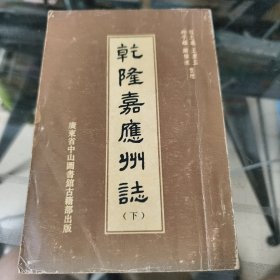 乾隆嘉應州誌
（下）
廣東省中山圖書館古籍部出版